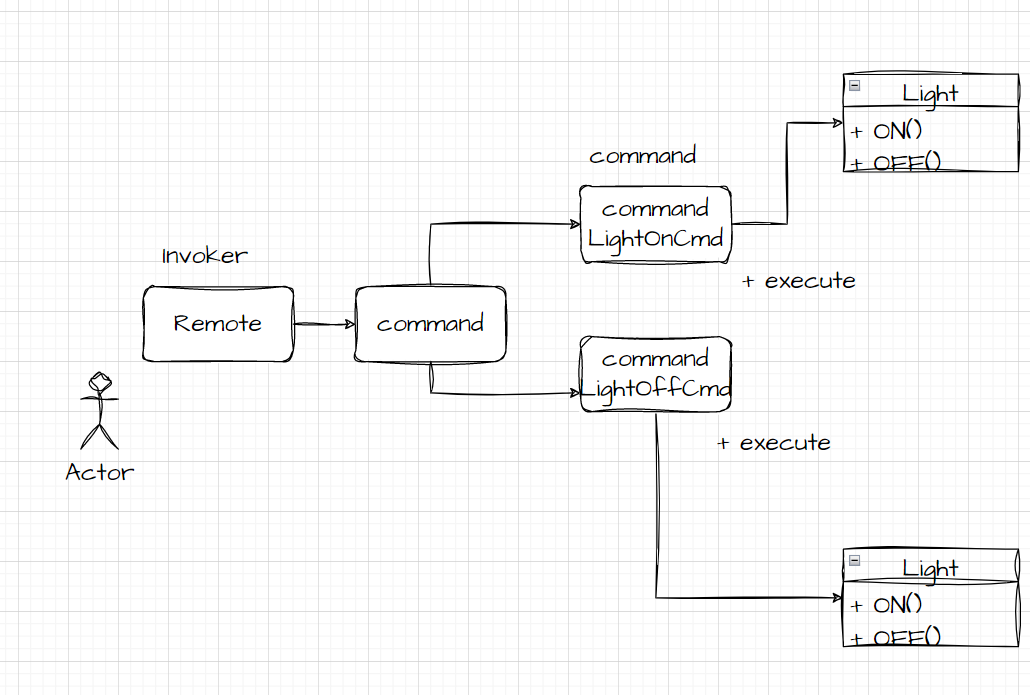 Light
+ ON()
+ OFF()
command
command
LightOnCmd
+ execute
Invoker
Remote
command
command
LightOffCmd
+ execute
Actor
Light
+ ON()
+ OFF()